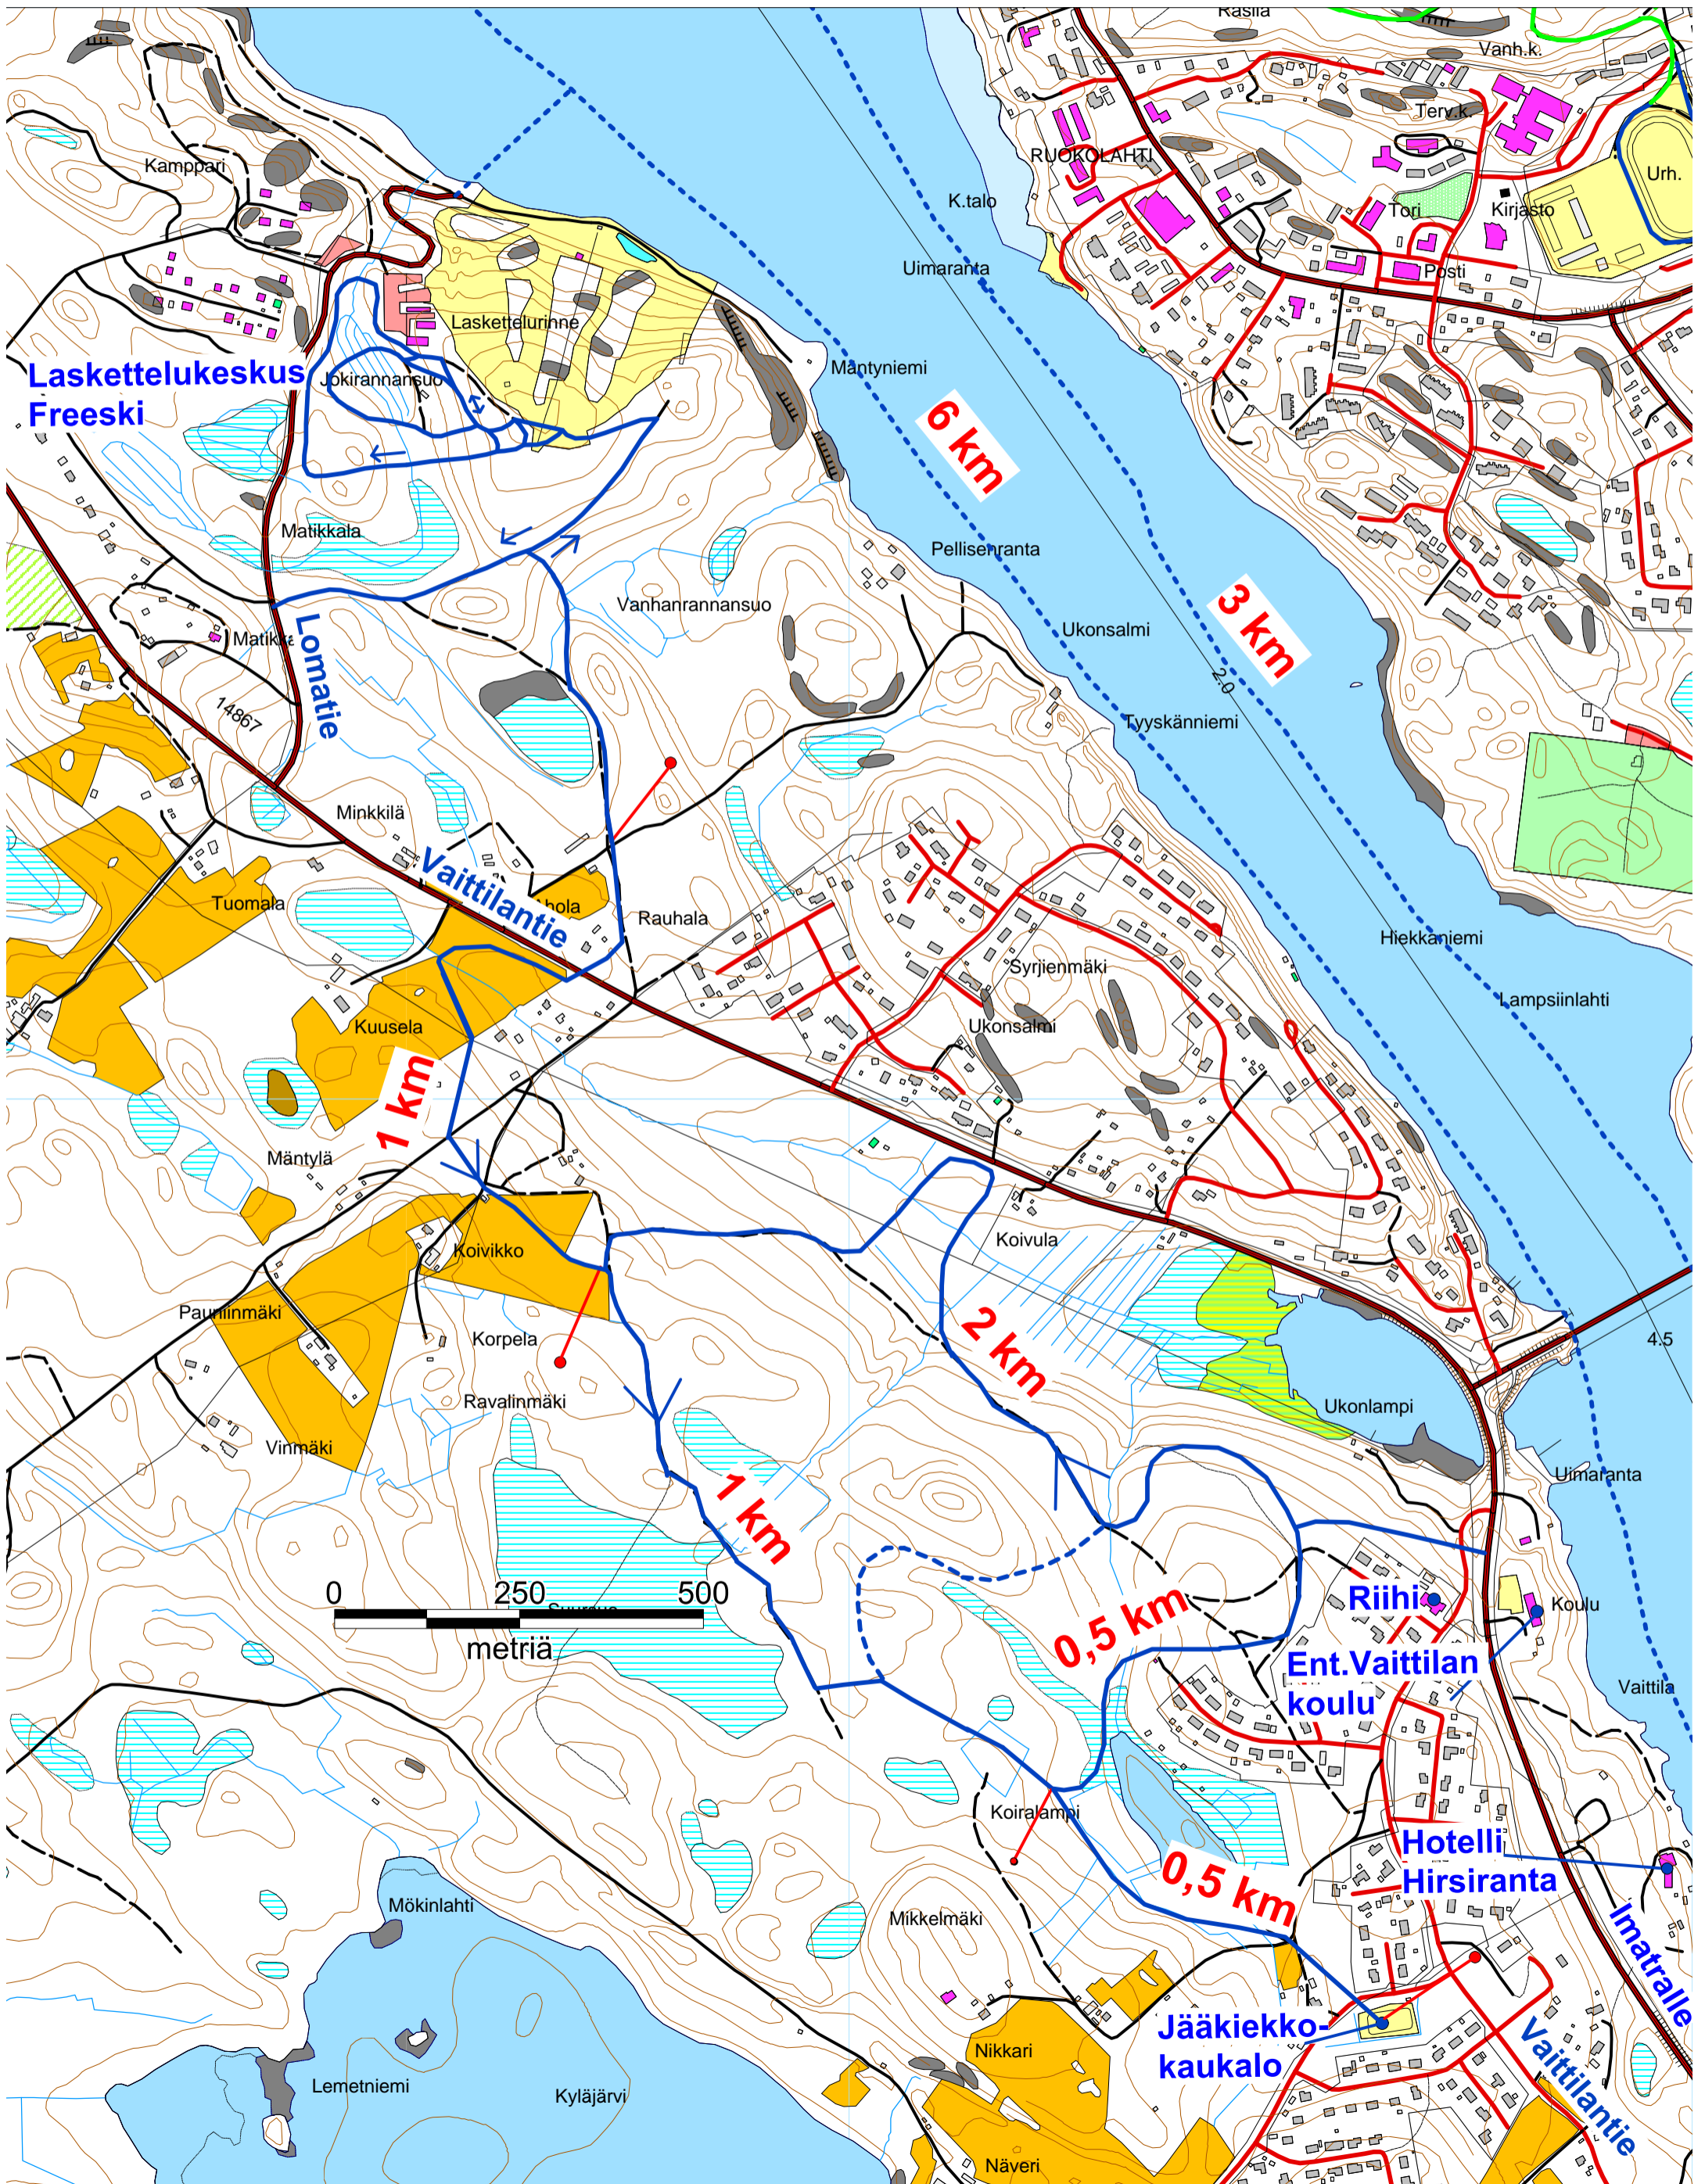 Rasila
Vanh.k.
Terv.k.
Kamppari
RUOKOLAHTI
Urh.
K.talo
Tori
Kirjasto
Uimaranta
Posti
Laskettelurinne
Mäntyniemi
Laskettelukeskus
Freeski
Jokirannansuo
6 km
Matikkala
Pellisenranta
Vanhanrannansuo
3 km
Ukonsalmi
Lomatie
2.0
14867
Tyyskänniemi
Minkkilä
Vaittilantie
Tuomala
Rauhala
Hiekkaniemi
Syrjienmäki
Lampsiinlahti
Kuusela
Ukonsalmi
1 km
Mäntylä
Koivikko
Koivula
Pauniinmäki
Korpela
2 km
4.5
Ravalinmäki
Ukonlampi
Vinmäki
Uimaranta
1 km
0 250 500
metriä
Riihi
Koulu
0,5 km
Ent.Vaittilan
koulu
Vaittila
Koiralampi
Hotelli
Hirsiranta
0,5 km
Mökinlahti
Mikkelmäki
Imatralle
Jääkiekko-
kaukalo
Nikkari
Vaittilantie
Lemetniemi
Kyläjärvi
Näveri